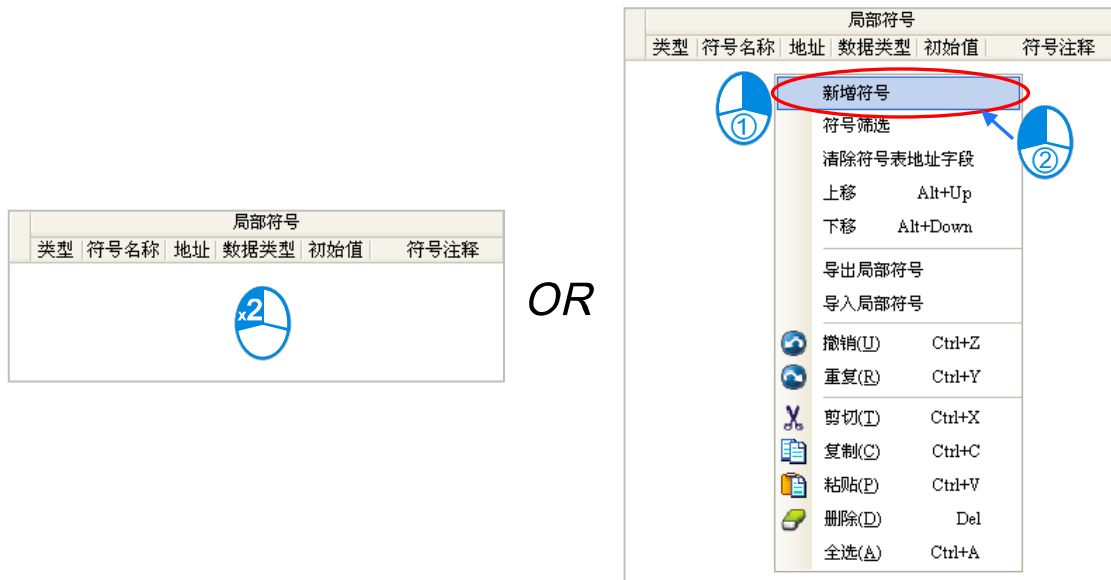 局部符号
类型 符号名称 地址 数据类型 初始值 符号注释
x2
OR
局部符号
类型 符号名称 地址 数据类型 初始值 符号注释
①
新增符号
②
符号筛选
清除符号表地址字段
上移 Alt+Up
下移 Alt+Down
导出局部符号
导入局部符号
撤销(U) Ctrl+Z
重复(R) Ctrl+Y
剪切(T) Ctrl+X
复制(C) Ctrl+C
粘贴(P) Ctrl+V
删除(D) Del
全选(A) Ctrl+A